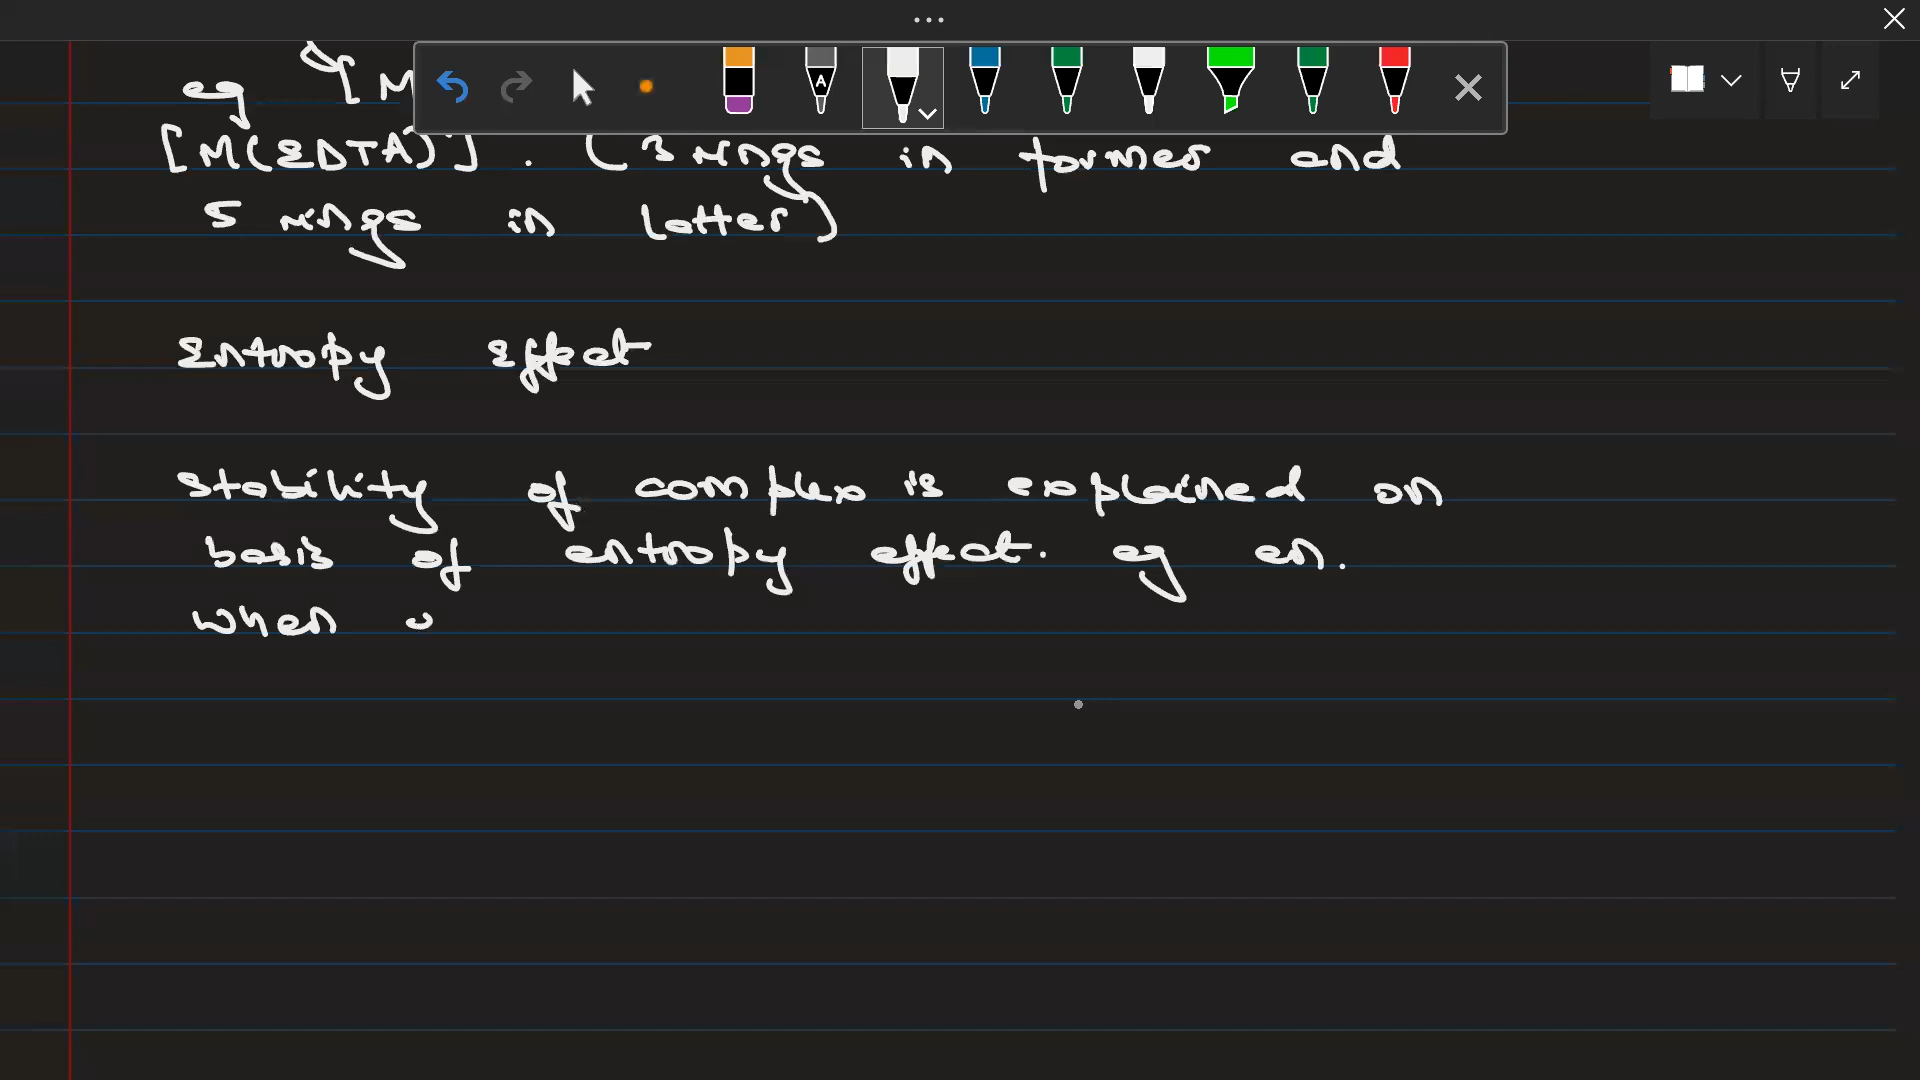 eg [M
[M(EDTA)]. (3 rings in former and
5 rings in latter)
Entropy Effect
stability of complex is explained on
basis of entropy effect. eg en.
when